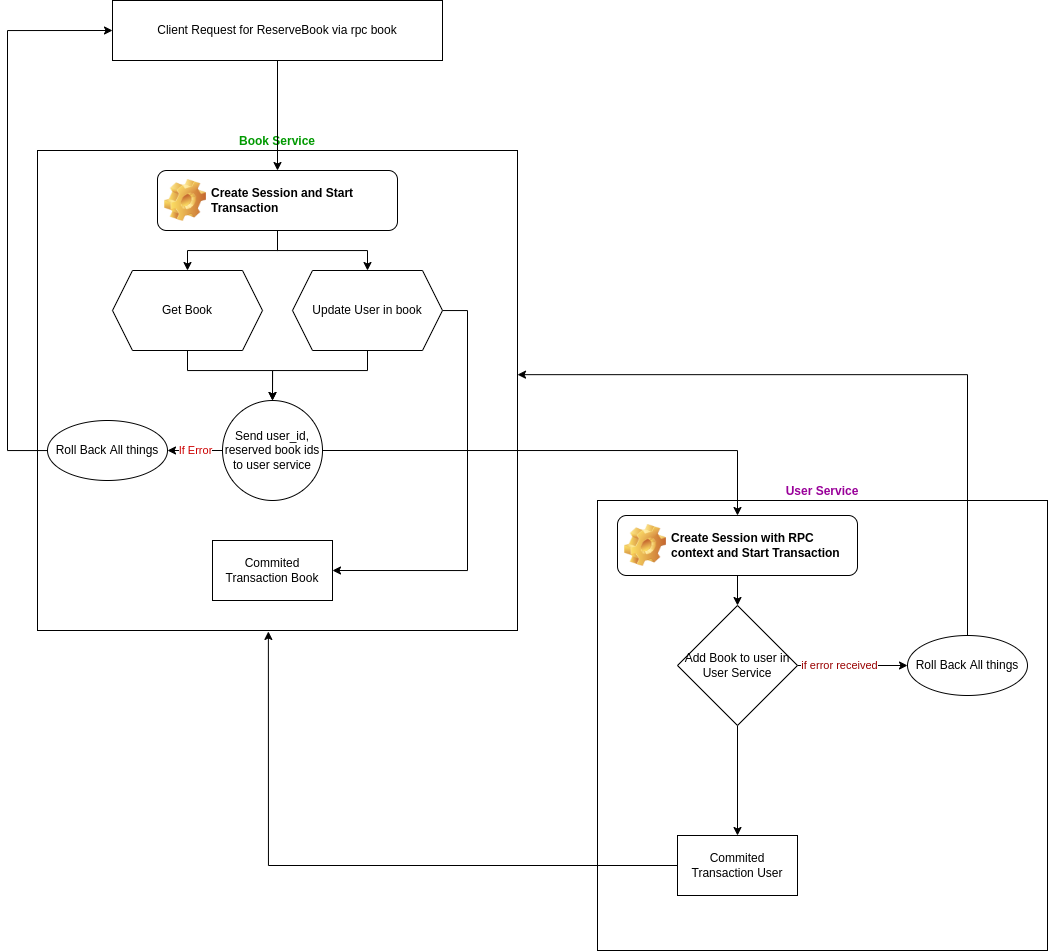 Client Request for ReserveBook via rpc book
Book Service
Create Session and Start
Transaction
Get Book
Update User in book
Roll Back All things
If Error
Send user_id,
reserved book ids
to user service
Commited
Transaction Book
User Service
Create Session with RPC
context and Start Transaction
Add Book to user in
User Service
if error received
Roll Back All things
Commited
Transaction User